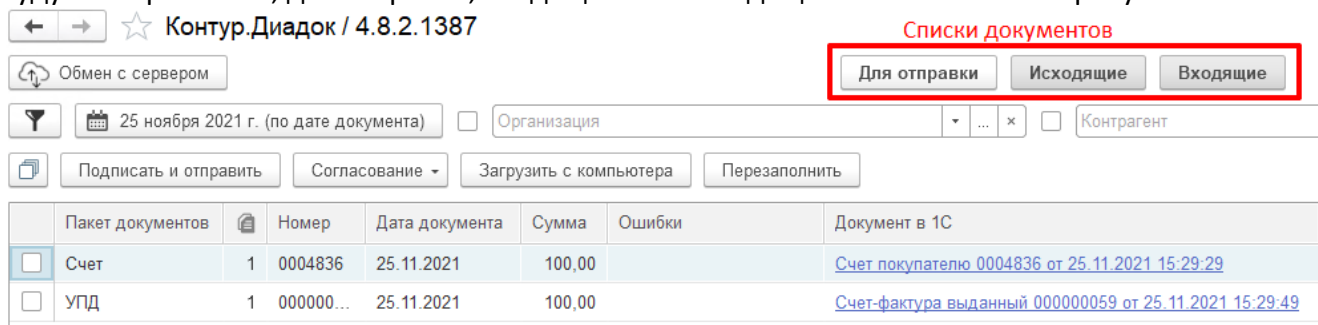 Контур.Диадок / 4.8.2.1387
Списки документов
Обмен с сервером
Для отправки Исходящие Входящие
25 ноября 2021 г. (по дате документа) Организация ... × Контрагент
Подписать и отправить Согласование Загрузить с компьютера Перезаполнить
Пакет документов Номер Дата документа Сумма Ошибки Документ в 1С
Счет 1 0004836 25.11.2021 100,00 Счет покупателю 0004836 от 25.11.2021 15:29:29
УПД 1 000000... 25.11.2021 100,00 Счет-фактура выданный 000000059 от 25.11.2021 15:29:49